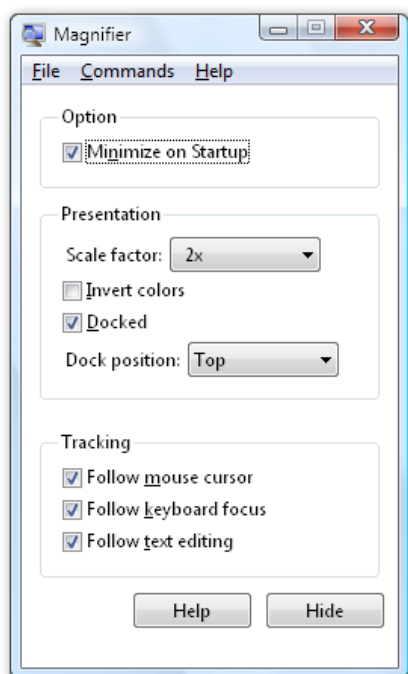 Magnifier
File Commands Help
Option
Minimize on Startup
Presentation
Scale factor: 2x
Invert colors
Docked
Dock position: Top
Tracking
Follow mouse cursor
Follow keyboard focus
Follow text editing
Help Hide